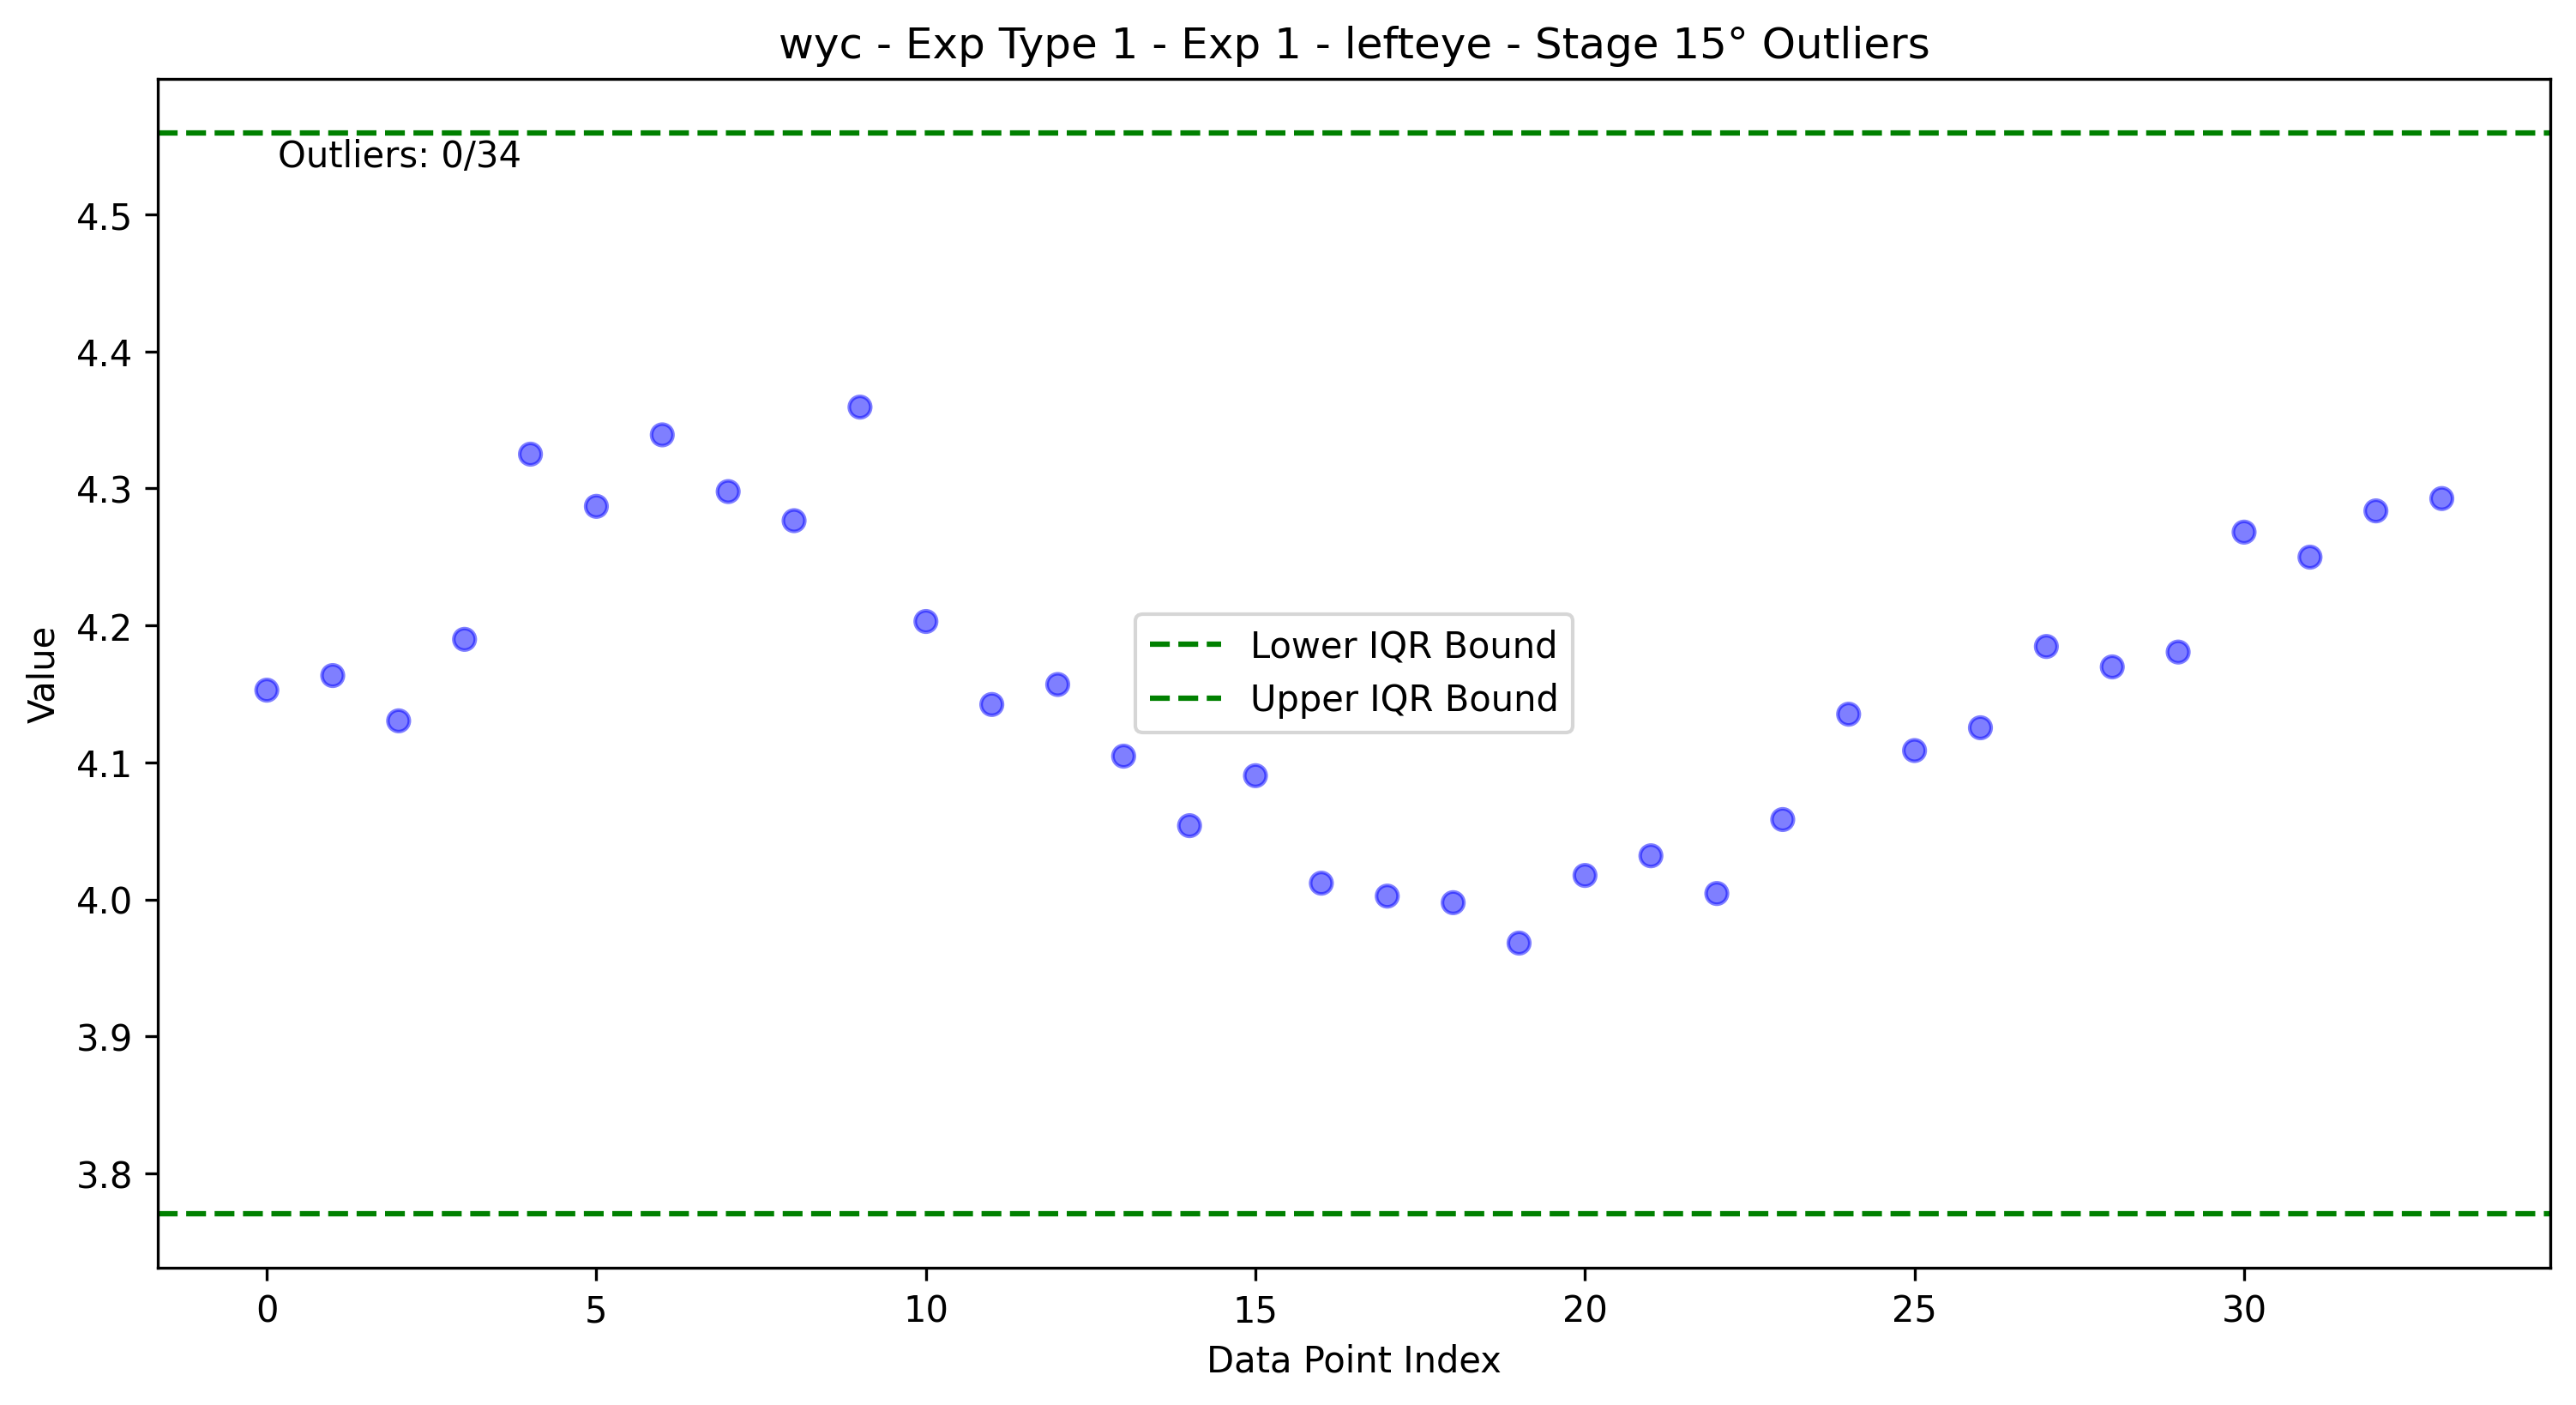 wyc - Exp Type 1 - Exp 1 - lefteye - Stage 15° Outliers
Outliers: 0/34
4.5
4.4
4.3
4.2
4.1
4.0
3.9
3.8
Value
Lower IQR Bound
Upper IQR Bound
0 5 10 15 20 25 30
Data Point Index